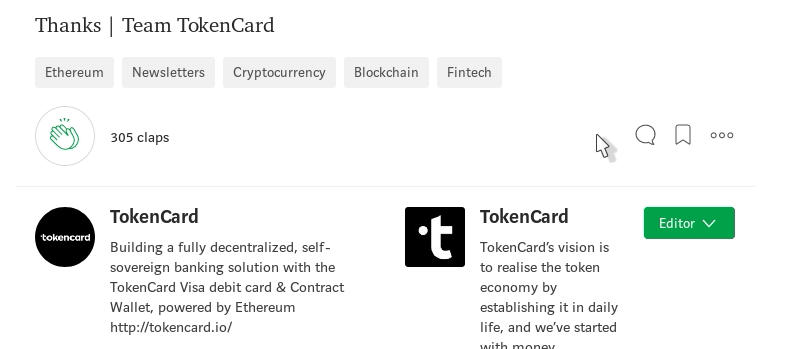 Thanks | Team TokenCard
Ethereum Newsletters Cryptocurrency Blockchain Fintech
305 claps
tokencard
TokenCard
Building a fully decentralized, self-
sovereign banking solution with the
TokenCard Visa debit card & Contract
Wallet, powered by Ethereum
http://tokencard.io/
t
TokenCard
TokenCard’s vision is
to realise the token
economy by
establishing it in daily
life, and we’ve started
with money
Editor